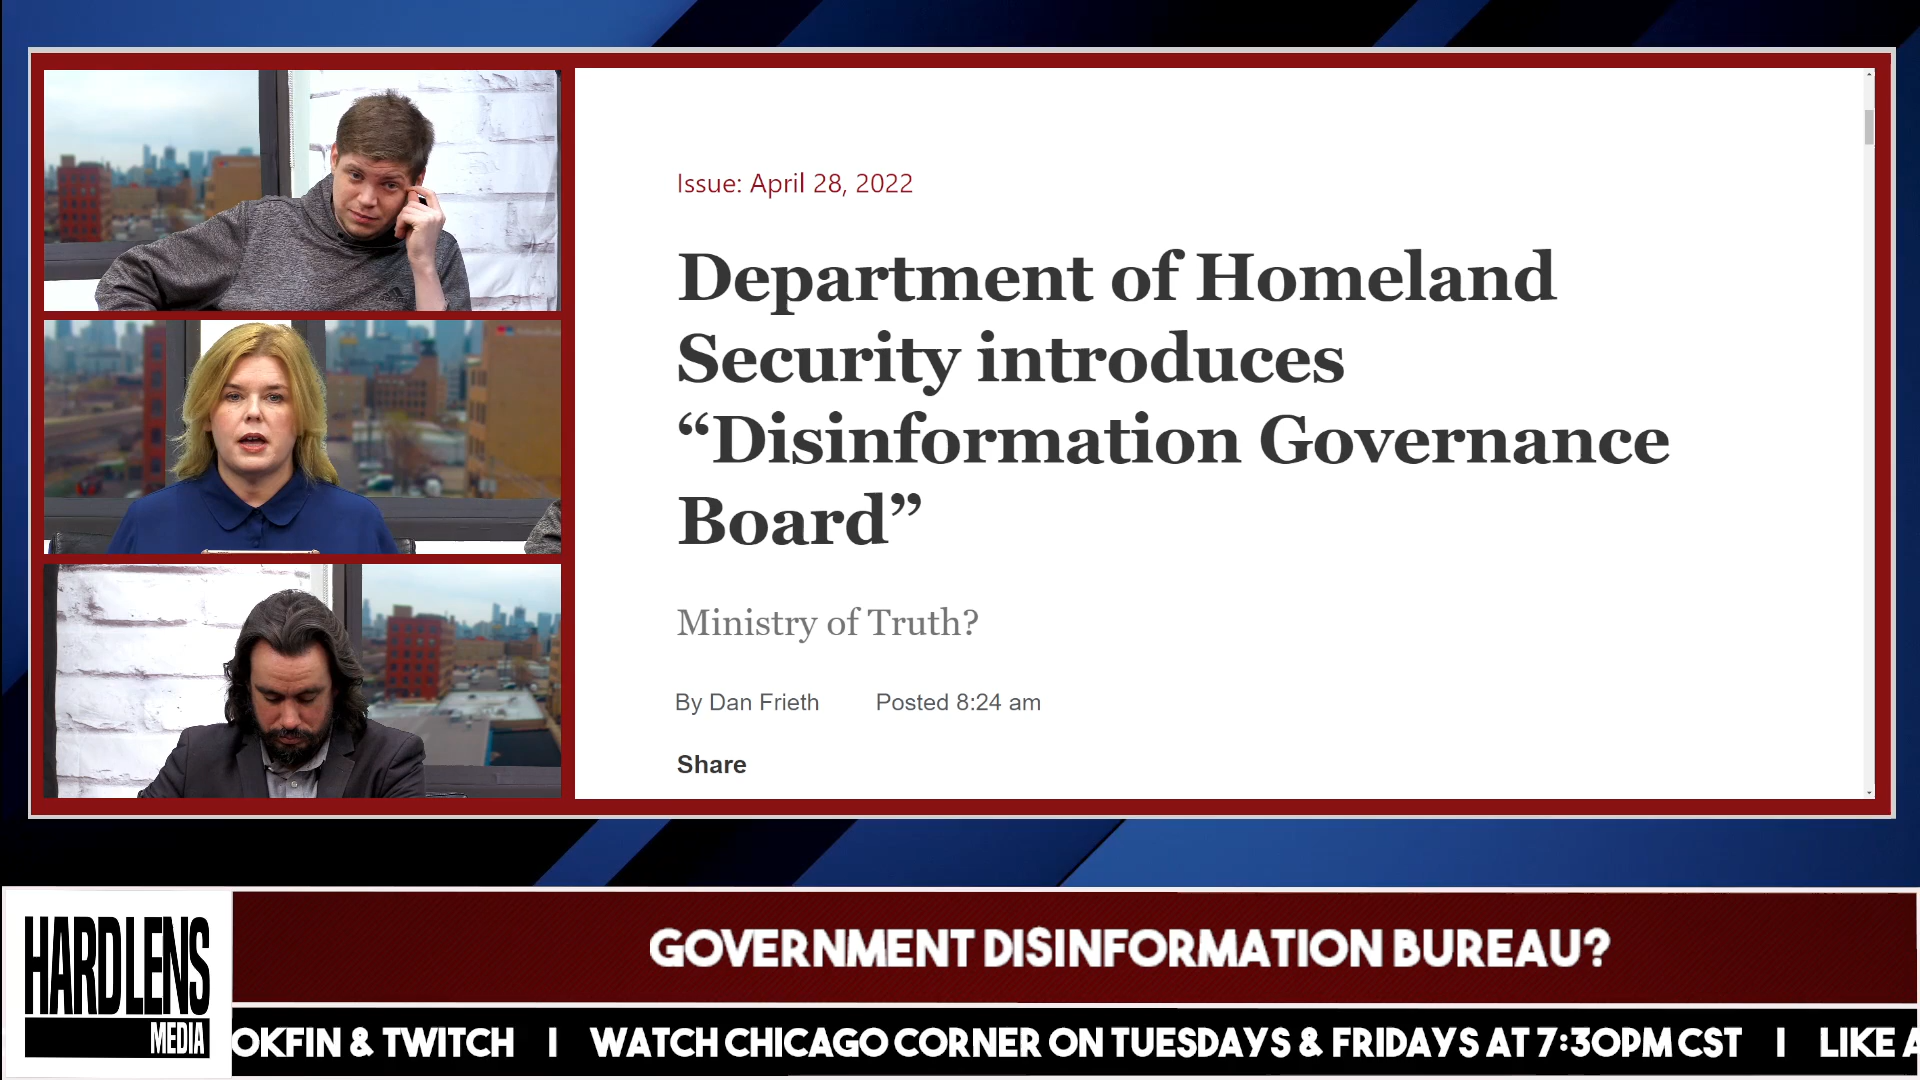 Issue: April 28, 2022
Department of Homeland
Security introduces
“Disinformation Governance
Board”
Ministry of Truth?
By Dan Frieth Posted 8:24 am
Share
HARDLENS
MEDIA
GOVERNMENT DISINFORMATION BUREAU?
OKFIN & TWITCH | WATCH CHICAGO CORNER ON TUESDAYS & FRIDAYS AT 7:30PM CST | LIKE A